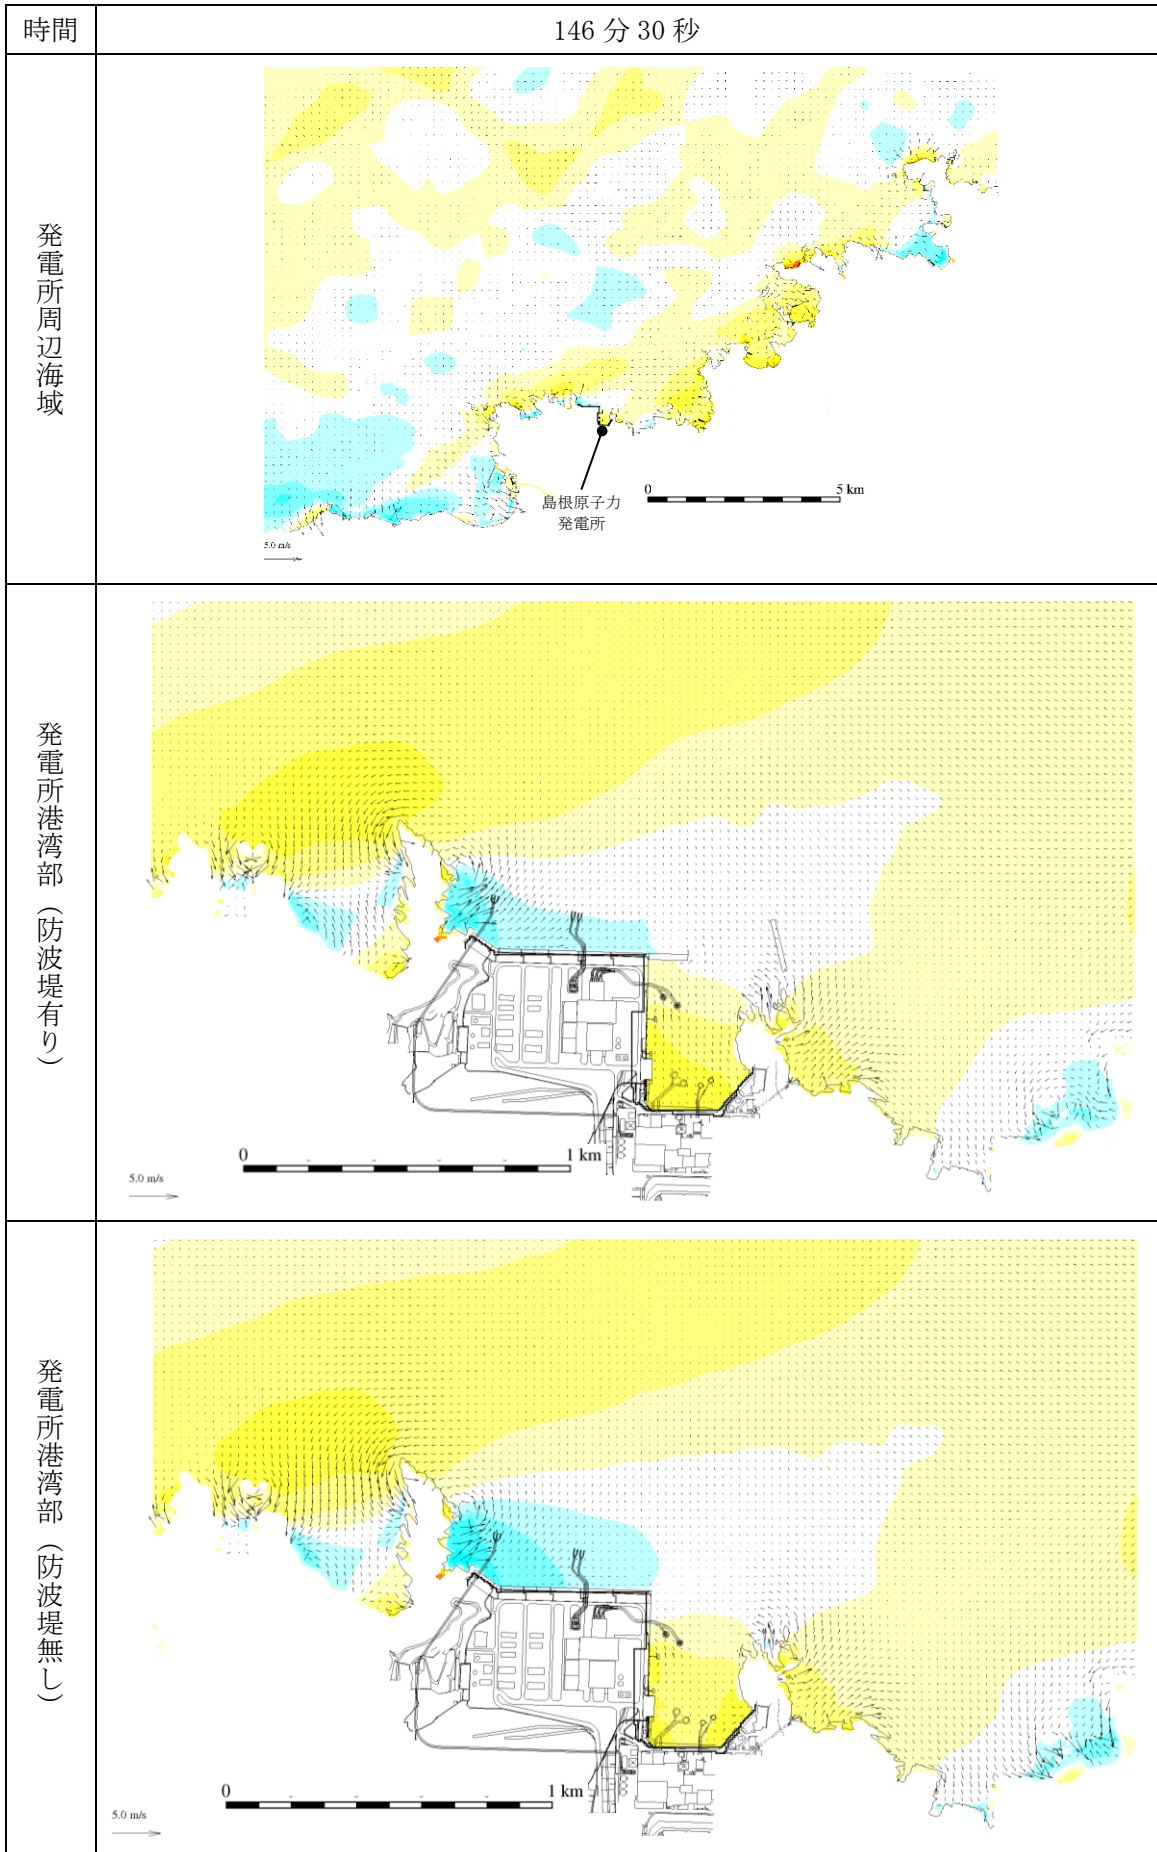 時間
146 分 30 秒
発電所周辺海域
島根原子力
発電所
0
5 km
5.0 m/s
発電所港湾部（防波堤有り）
0
1 km
5.0 m/s
発電所港湾部（防波堤無し）
0
1 km
5.0 m/s